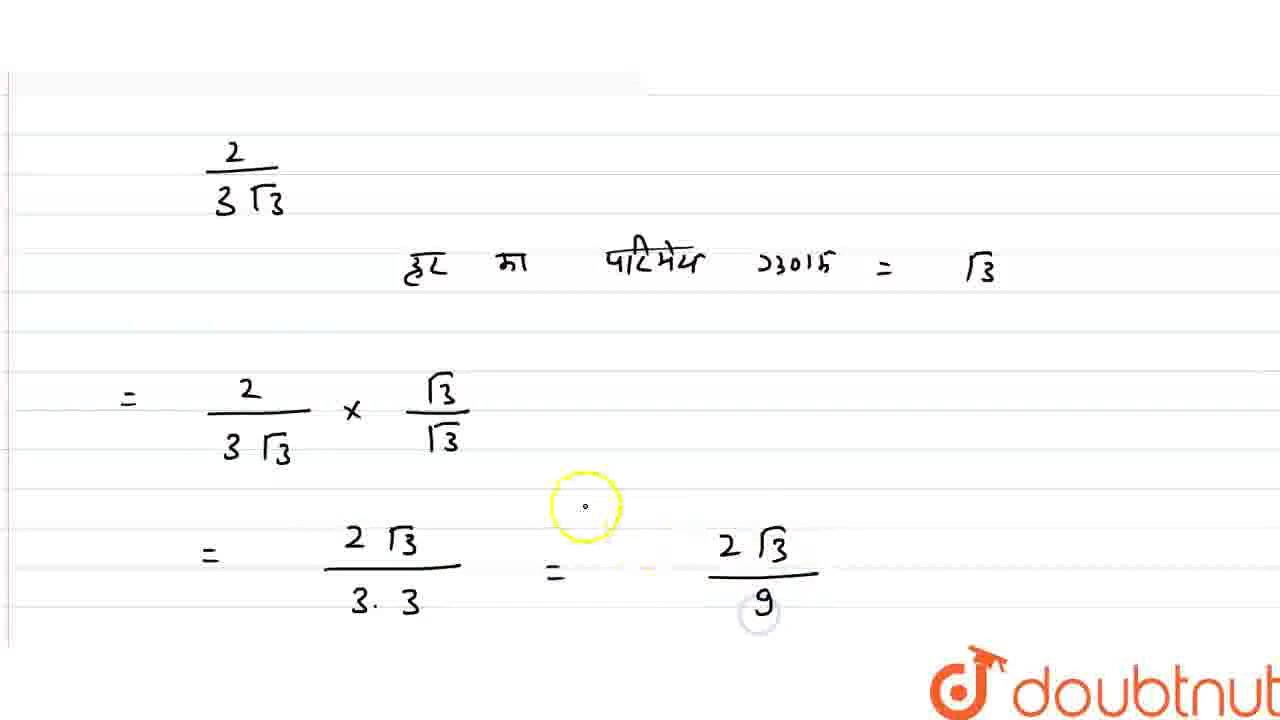 2
3 √3
हर का परिमेय गुणांक = √3
= 2 / 3 √3 × √3 / √3
= 2 √3 / 3. 3 = 2 √3 / 9
doubtnut